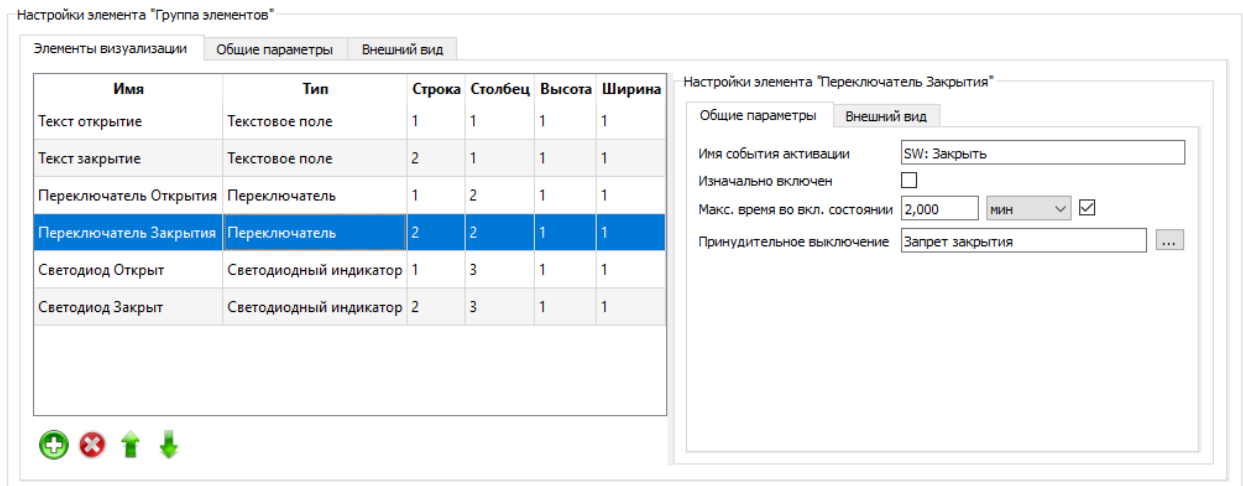 Настройки элемента "Группа элементов"
Элементы визуализации Общие параметры Внешний вид
Имя Тип Строка Столбец Высота Ширина
Текст открытие Текстовое поле 1 1 1 1
Текст закрытие Текстовое поле 2 1 1 1
Переключатель Открытия Переключатель 1 2 1 1
Переключатель Закрытия Переключатель 2 2 1 1
Светодиод Открыт Светодиодный индикатор 1 3 1 1
Светодиод Закрыт Светодиодный индикатор 2 3 1 1
Настройки элемента "Переключатель Закрытия"
Общие параметры Внешний вид
Имя события активации SW: Закрыть
Изначально включен
Макс. время во вкл. состоянии 2,000 мин
Принудительное выключение Запрет закрытия ...